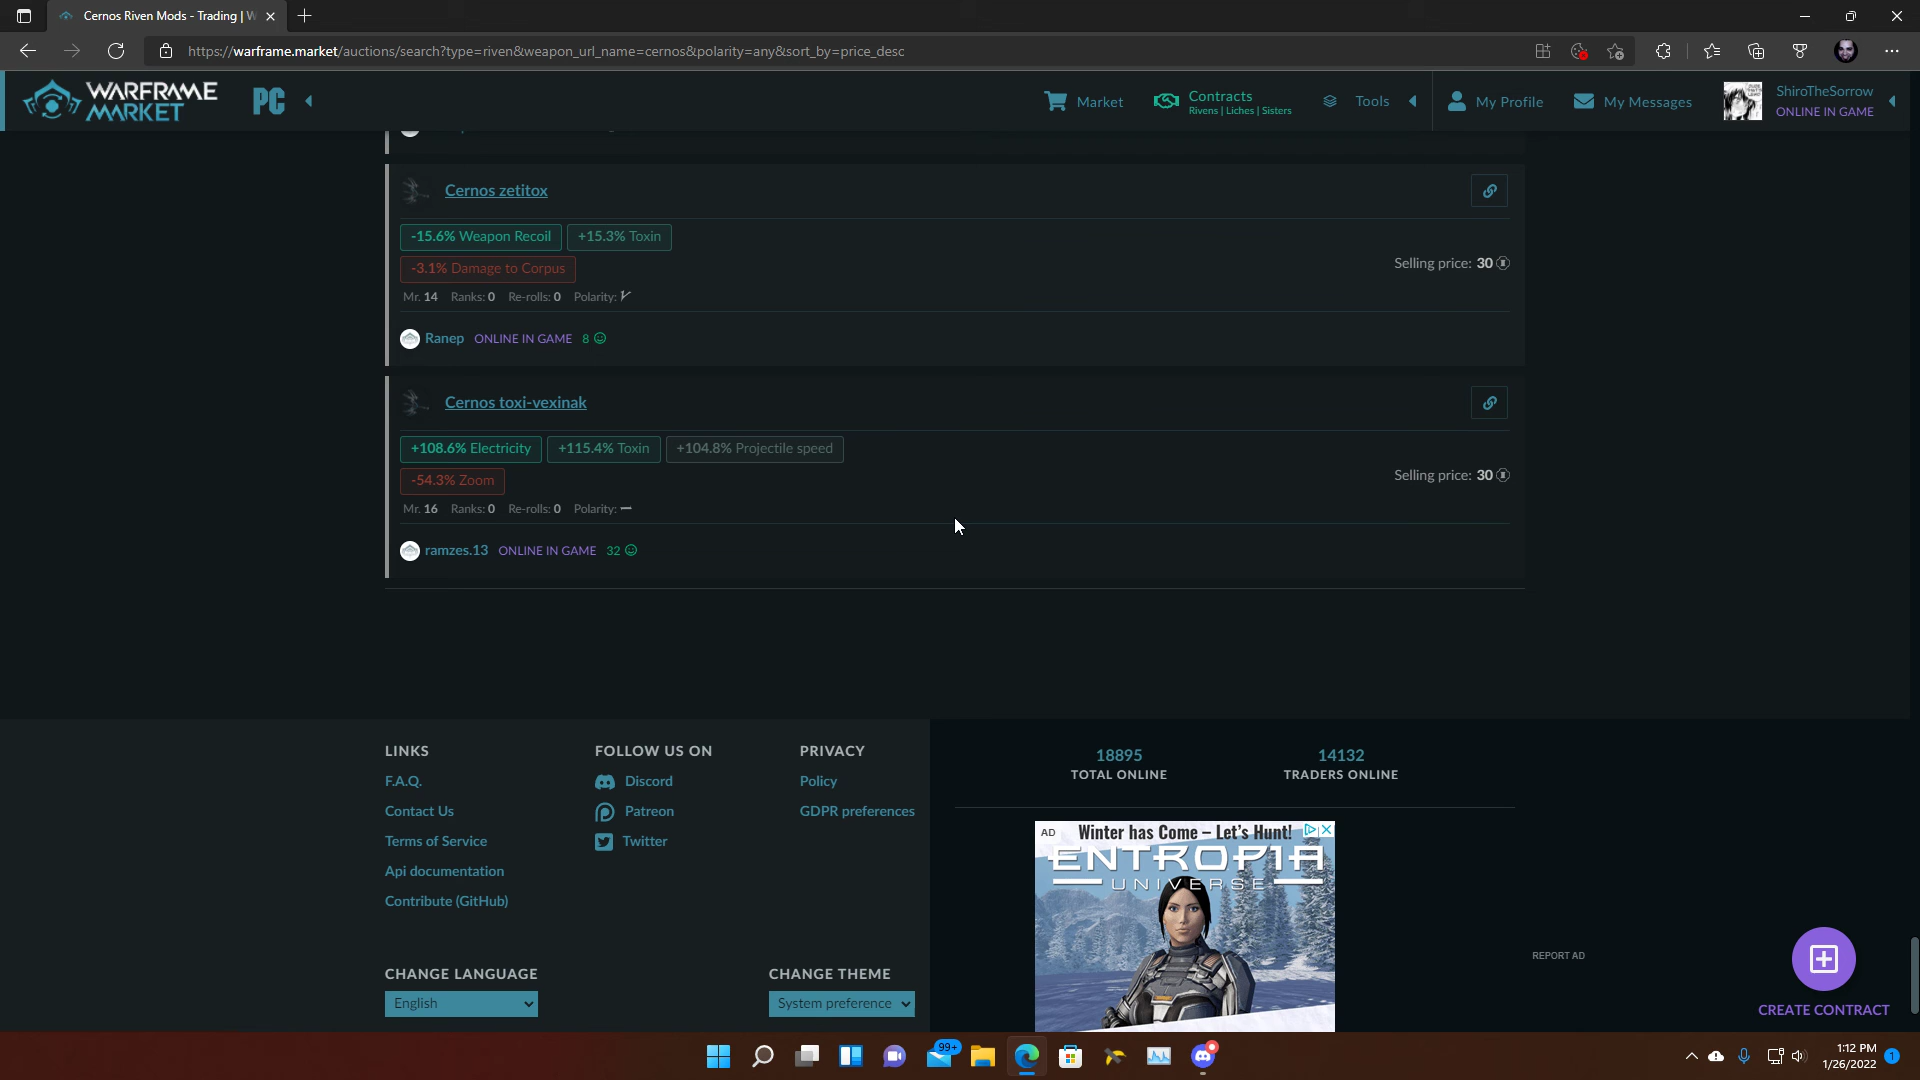 Cernos Riven Mods - Trading | W
https://warframe.market/auctions/search?type=riven&weapon_url_name=cernos&polarity=any&sort_by=price_desc
WARFRAME
MARKET
PC
Market
Contracts
Rivens | Liches | Sisters
Tools
My Profile
My Messages
ShiroTheSorrow
ONLINE IN GAME
Cernos zetitox
-15.6% Weapon Recoil
+15.3% Toxin
-3.1% Damage to Corpus
Selling price: 30
Mr. 14 Ranks: 0 Re-rolls: 0 Polarity:
Ranep ONLINE IN GAME 8
Cernos toxi-vexinak
+108.6% Electricity
+115.4% Toxin
+104.8% Projectile speed
-54.3% Zoom
Selling price: 30
Mr. 16 Ranks: 0 Re-rolls: 0 Polarity:
ramzes.13 ONLINE IN GAME 32
LINKS
F.A.Q.
Contact Us
Terms of Service
Api documentation
Contribute (GitHub)
FOLLOW US ON
Discord
Patreon
Twitter
PRIVACY
Policy
GDPR preferences
CHANGE LANGUAGE
English
CHANGE THEME
System preference
18895
TOTAL ONLINE
14132
TRADERS ONLINE
AD
Winter has Come – Let's Hunt!
ENTROPIA
UNIVERSE
REPORT AD
CREATE CONTRACT
99+
1:12 PM
1/26/2022
1